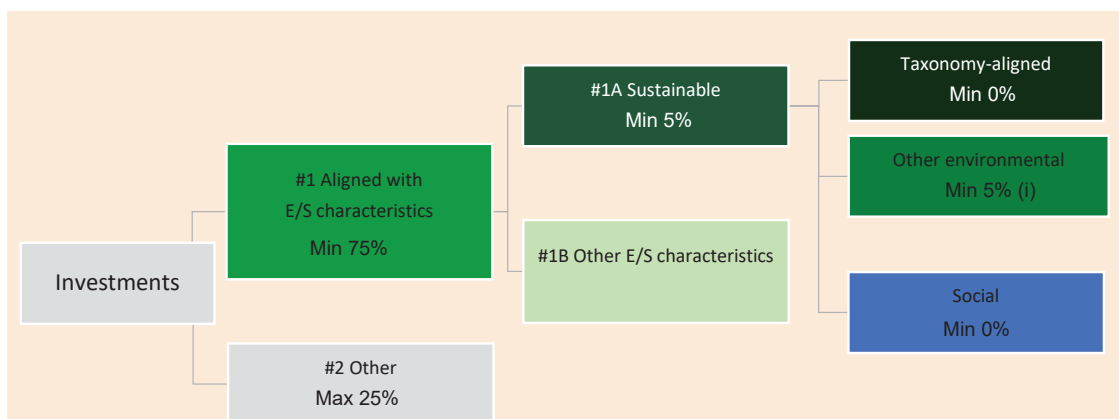 Investments
#1 Aligned with
E/S characteristics
Min 75%
#2 Other
Max 25%
#1A Sustainable
Min 5%
#1B Other E/S characteristics
Taxonomy-aligned
Min 0%
Other environmental
Min 5% (i)
Social
Min 0%